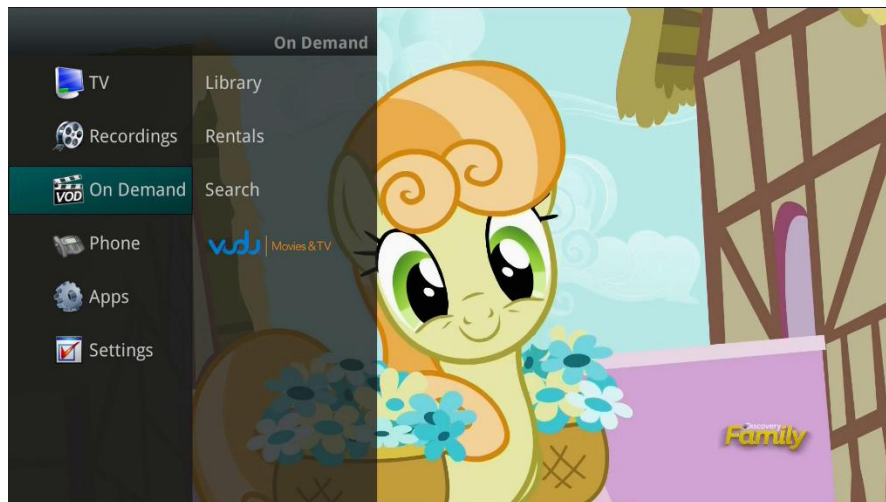 On Demand
TV
Recordings
VOD On Demand
Phone
Apps
Settings
Library
Rentals
Search
vudu | Movies & TV
Discovery
Family